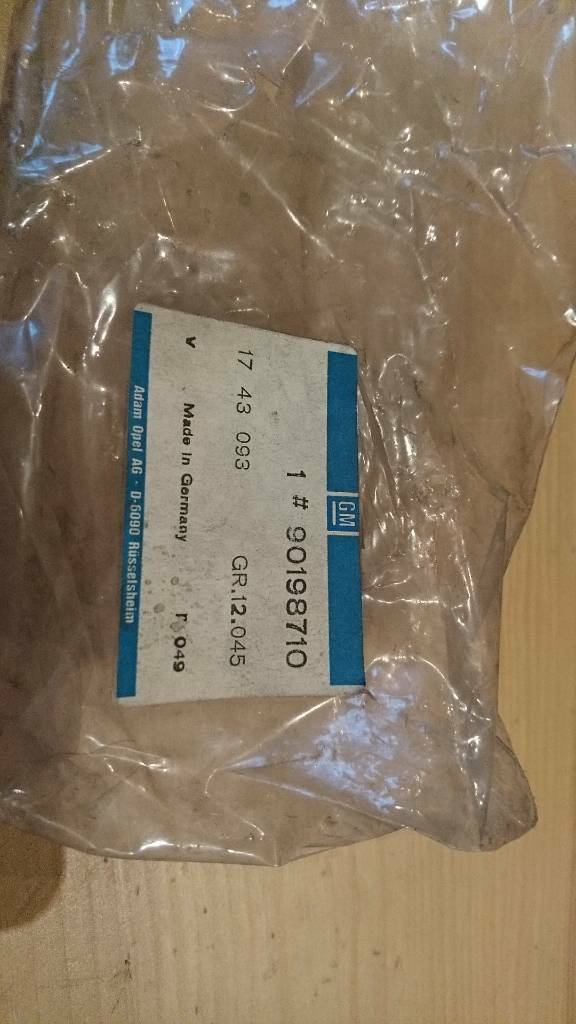 GM
1 # 90198710
17 43 093 GR.12.045
V Made In Germany 049
Adam Opel AG · D-6090 Rüsselsheim